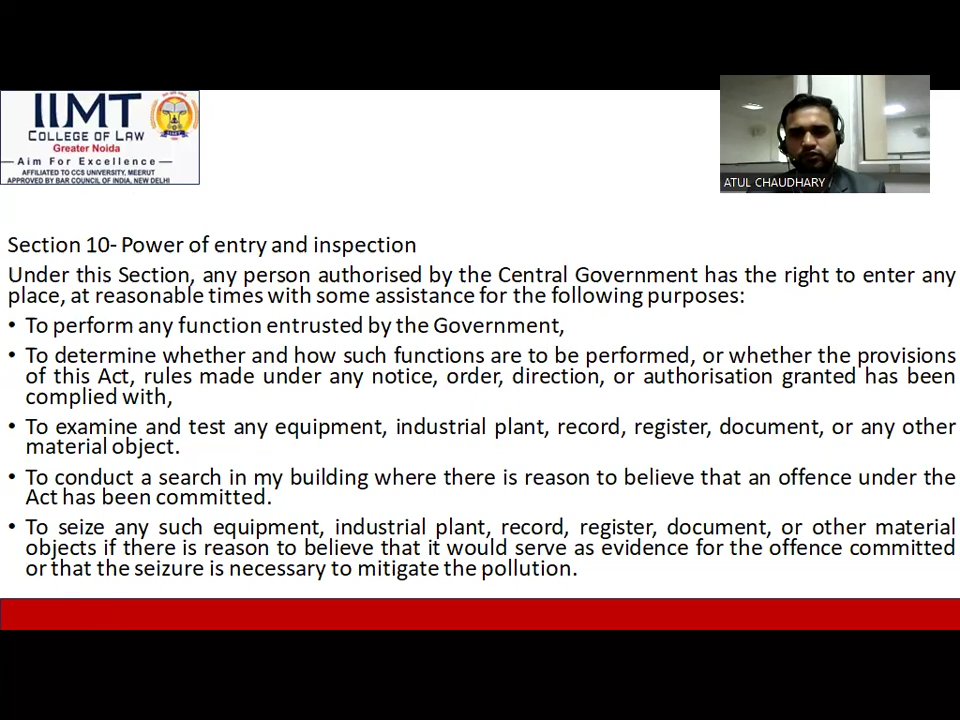 IIMT
COLLEGE OF LAW
Greater Noida
Aim For Excellence
AFFILIATED TO CCS UNIVERSITY, MEERUT
APPROVED BY BAR COUNCIL OF INDIA, NEW DELHI
ATUL CHAUDHARY
Section 10- Power of entry and inspection
Under this Section, any person authorised by the Central Government has the right to enter any
place, at reasonable times with some assistance for the following purposes:
• To perform any function entrusted by the Government,
• To determine whether and how such functions are to be performed, or whether the provisions
of this Act, rules made under any notice, order, direction, or authorisation granted has been
complied with,
• To examine and test any equipment, industrial plant, record, register, document, or any other
material object.
• To conduct a search in my building where there is reason to believe that an offence under the
Act has been committed.
• To seize any such equipment, industrial plant, record, register, document, or other material
objects if there is reason to believe that it would serve as evidence for the offence committed
or that the seizure is necessary to mitigate the pollution.